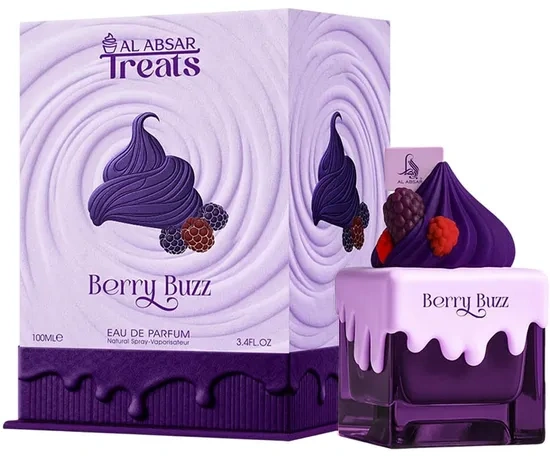 AL ABSAR
Treats
Berry Buzz
100ML℮
EAU DE PARFUM
Natural Spray-Vaporisateur
3.4FL.OZ
AL ABSAR
Berry Buzz